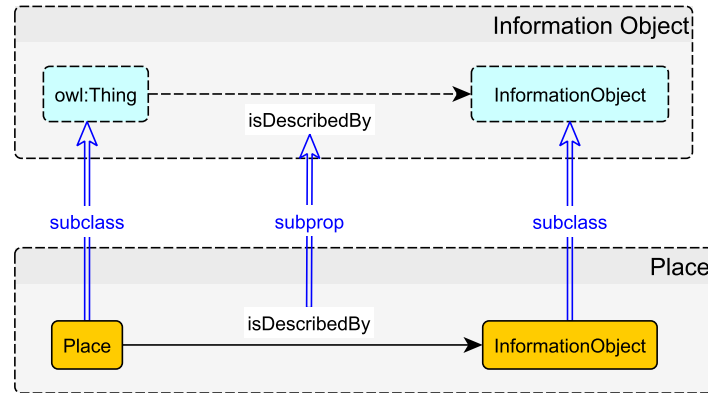 Information Object
owl:Thing
InformationObject
isDescribedBy
subclass
subprop
subclass
Place
isDescribedBy
Place
InformationObject